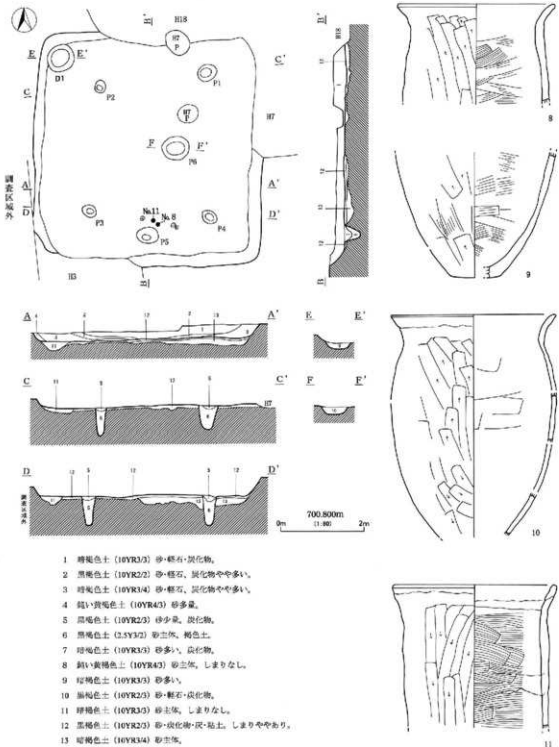 B'
H18
H7
P
E
E'
D1
C
C'
P1
P2
H7
P
H7
F
F'
P6
A
A'
D
D'
調査区域外
No.11
No.8
P3
P4
P5
H5
B
B'
H18
B
A
A'
E
E'
C
C'
H7
F
F'
D
D'
調査区域外
700.800m
0m
(1:80)
2m
1 暗褐色土 (10YR3/3) 砂・軽石・炭化物。
2 黒褐色土 (10YR2/2) 砂・軽石、炭化物やや多い。
3 暗褐色土 (10YR3/4) 砂・軽石、炭化物やや多い。
4 鈍い黄褐色土 (10YR4/3) 砂多量。
5 黒褐色土 (10YR2/3) 砂少量、炭化物。
6 黒褐色土 (2.5Y3/2) 砂主体、褐色土。
7 暗褐色土 (10YR3/3) 砂多い、炭化物。
8 鈍い黄褐色土 (10YR4/3) 砂主体、しまりなし。
9 暗褐色土 (10YR3/3) 砂多い。
10 黒褐色土 (10YR2/3) 砂・軽石・炭化物。
11 暗褐色土 (10YR3/3) 砂主体、しまりなし。
12 黒褐色土 (10YR2/3) 砂・炭化物・灰・粘土。しまりややあり。
13 暗褐色土 (10YR3/4) 砂主体。
8
9
10
11